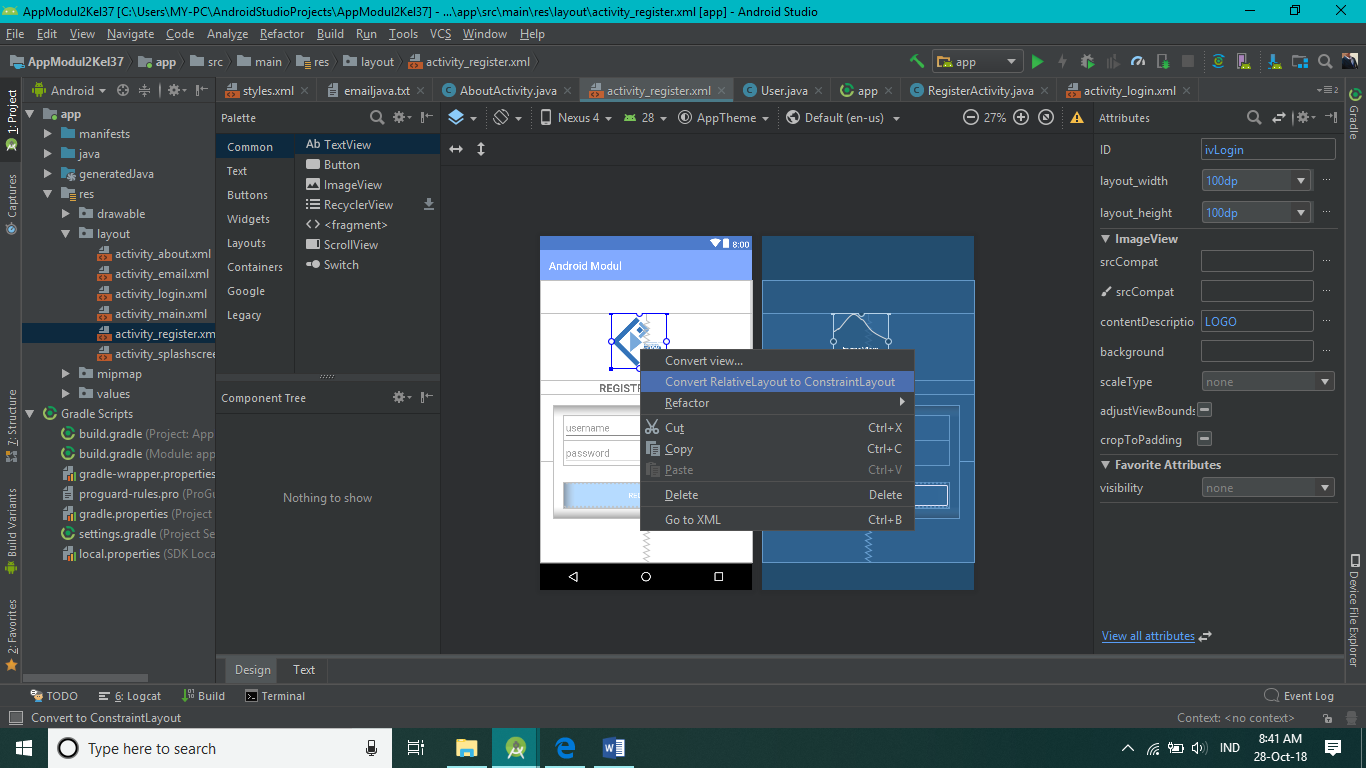 AppModul2Kel37 [C:\Users\MY-PC\AndroidStudioProjects\AppModul2Kel37] - ...\app\src\main\res\layout\activity_register.xml [app] - Android Studio
File Edit View Navigate Code Analyze Refactor Build Run Tools VCS Window Help
AppModul2Kel37 app src main res layout activity_register.xml app
Android styles.xml emailjava.txt AboutActivity.java activity_register.xml User.java app RegisterActivity.java activity_login.xml
1: Project
Captures
7: Structure
Build Variants
2: Favorites
app
manifests
java
generatedJava
res
drawable
layout
activity_about.xml
activity_email.xml
activity_login.xml
activity_main.xml
activity_register.xm
activity_splashscree
mipmap
values
Gradle Scripts
build.gradle (Project: App
build.gradle (Module: app
gradle-wrapper.properties
proguard-rules.pro (ProGu
gradle.properties (Project
settings.gradle (Project Se
local.properties (SDK Loca
Palette
Common
Text
Buttons
Widgets
Layouts
Containers
Google
Legacy
Ab TextView
Button
ImageView
RecyclerView
<fragment>
ScrollView
Switch
Component Tree
Nothing to show
Nexus 4 28 AppTheme Default (en-us) 27%
8:00
Android Modul
REGISTR
username
password
Convert view...
Convert RelativeLayout to ConstraintLayout
Refactor
Cut Ctrl+X
Copy Ctrl+C
Paste Ctrl+V
Delete Delete
Go to XML Ctrl+B
Attributes
ID ivLogin
layout_width 100dp
layout_height 100dp
ImageView
srcCompat
srcCompat
contentDescriptio LOGO
background
scaleType none
adjustViewBounds
cropToPadding
Favorite Attributes
visibility none
View all attributes
Gradle
Device File Explorer
Design Text
TODO 6: Logcat Build Terminal Event Log
Convert to ConstraintLayout Context: <no context>
Type here to search
IND
8:41 AM
28-Oct-18